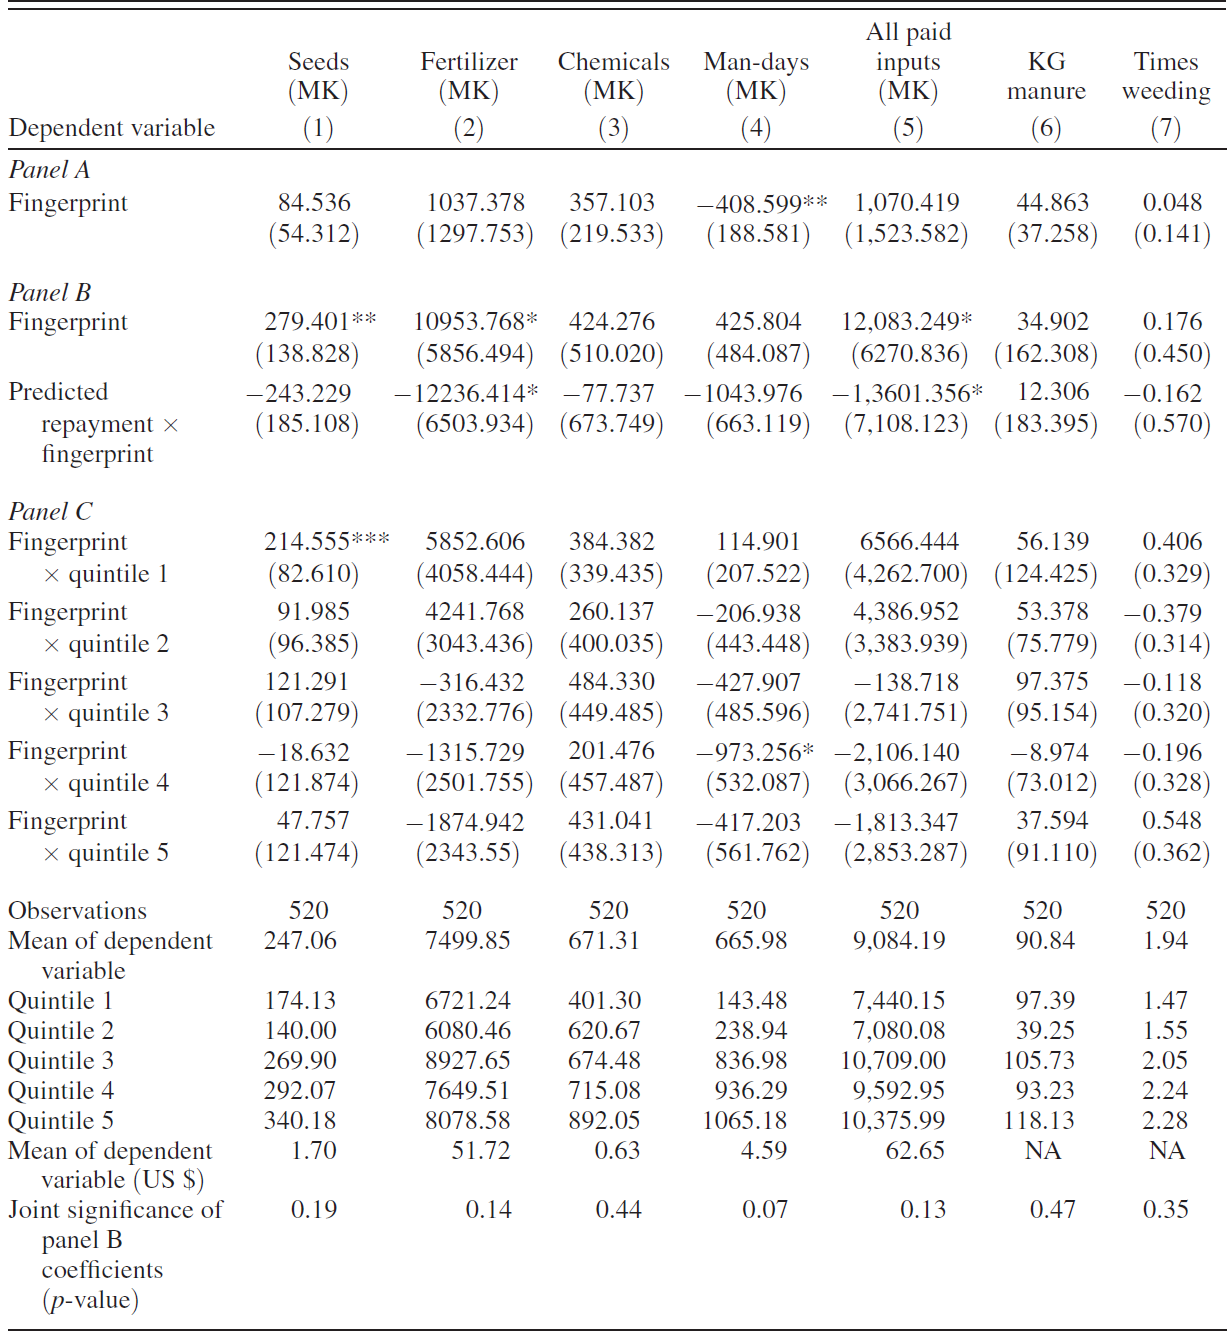 All paid
Seeds Fertilizer Chemicals Man-days inputs KG Times
(MK) (MK) (MK) (MK) (MK) manure weeding
Dependent variable (1) (2) (3) (4) (5) (6) (7)
Panel A
Fingerprint 84.536 1037.378 357.103 −408.599** 1,070.419 44.863 0.048
(54.312) (1297.753) (219.533) (188.581) (1,523.582) (37.258) (0.141)
Panel B
Fingerprint 279.401** 10953.768* 424.276 425.804 12,083.249* 34.902 0.176
(138.828) (5856.494) (510.020) (484.087) (6270.836) (162.308) (0.450)
Predicted −243.229 −12236.414* −77.737 −1043.976 −1,3601.356* 12.306 −0.162
repayment × (185.108) (6503.934) (673.749) (663.119) (7,108.123) (183.395) (0.570)
fingerprint
Panel C
Fingerprint 214.555*** 5852.606 384.382 114.901 6566.444 56.139 0.406
× quintile 1 (82.610) (4058.444) (339.435) (207.522) (4,262.700) (124.425) (0.329)
Fingerprint 91.985 4241.768 260.137 −206.938 4,386.952 53.378 −0.379
× quintile 2 (96.385) (3043.436) (400.035) (443.448) (3,383.939) (75.779) (0.314)
Fingerprint 121.291 −316.432 484.330 −427.907 −138.718 97.375 −0.118
× quintile 3 (107.279) (2332.776) (449.485) (485.596) (2,741.751) (95.154) (0.320)
Fingerprint −18.632 −1315.729 201.476 −973.256* −2,106.140 −8.974 −0.196
× quintile 4 (121.874) (2501.755) (457.487) (532.087) (3,066.267) (73.012) (0.328)
Fingerprint 47.757 −1874.942 431.041 −417.203 −1,813.347 37.594 0.548
× quintile 5 (121.474) (2343.55) (438.313) (561.762) (2,853.287) (91.110) (0.362)
Observations 520 520 520 520 520 520 520
Mean of dependent 247.06 7499.85 671.31 665.98 9,084.19 90.84 1.94
variable
Quintile 1 174.13 6721.24 401.30 143.48 7,440.15 97.39 1.47
Quintile 2 140.00 6080.46 620.67 238.94 7,080.08 39.25 1.55
Quintile 3 269.90 8927.65 674.48 836.98 10,709.00 105.73 2.05
Quintile 4 292.07 7649.51 715.08 936.29 9,592.95 93.23 2.24
Quintile 5 340.18 8078.58 892.05 1065.18 10,375.99 118.13 2.28
Mean of dependent 1.70 51.72 0.63 4.59 62.65 NA NA
variable (US $)
Joint significance of 0.19 0.14 0.44 0.07 0.13 0.47 0.35
panel B
coefficients
(p-value)